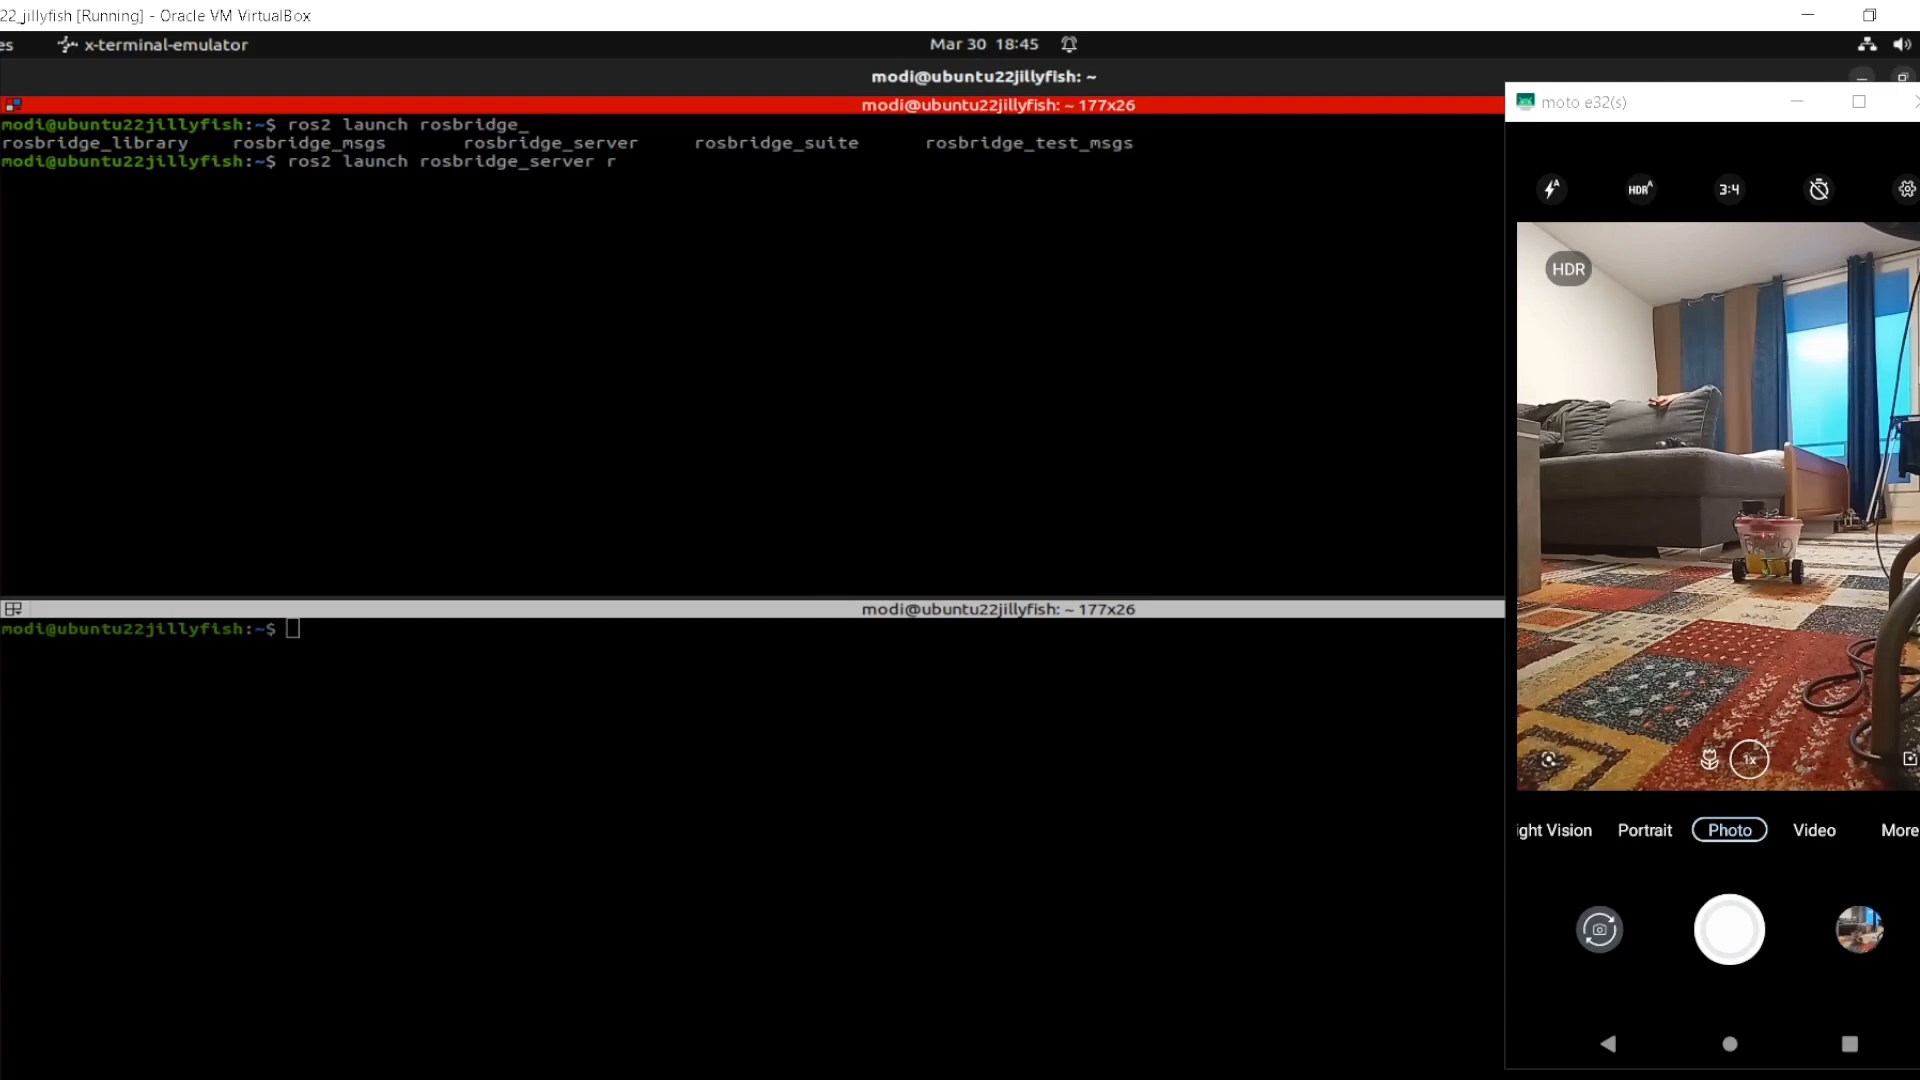 22_jillyfish [Running] - Oracle VM VirtualBox
es x-terminal-emulator Mar 30 18:45
modi@ubuntu22jillyfish: ~
modi@ubuntu22jillyfish: ~ 177x26
modi@ubuntu22jillyfish:~$ ros2 launch rosbridge_
rosbridge_library rosbridge_msgs rosbridge_server rosbridge_suite rosbridge_test_msgs
modi@ubuntu22jillyfish:~$ ros2 launch rosbridge_server r
modi@ubuntu22jillyfish: ~ 177x26
modi@ubuntu22jillyfish:~$
moto e32(s)
A HDRA 3:4
HDR
1x
ight Vision Portrait Photo Video More